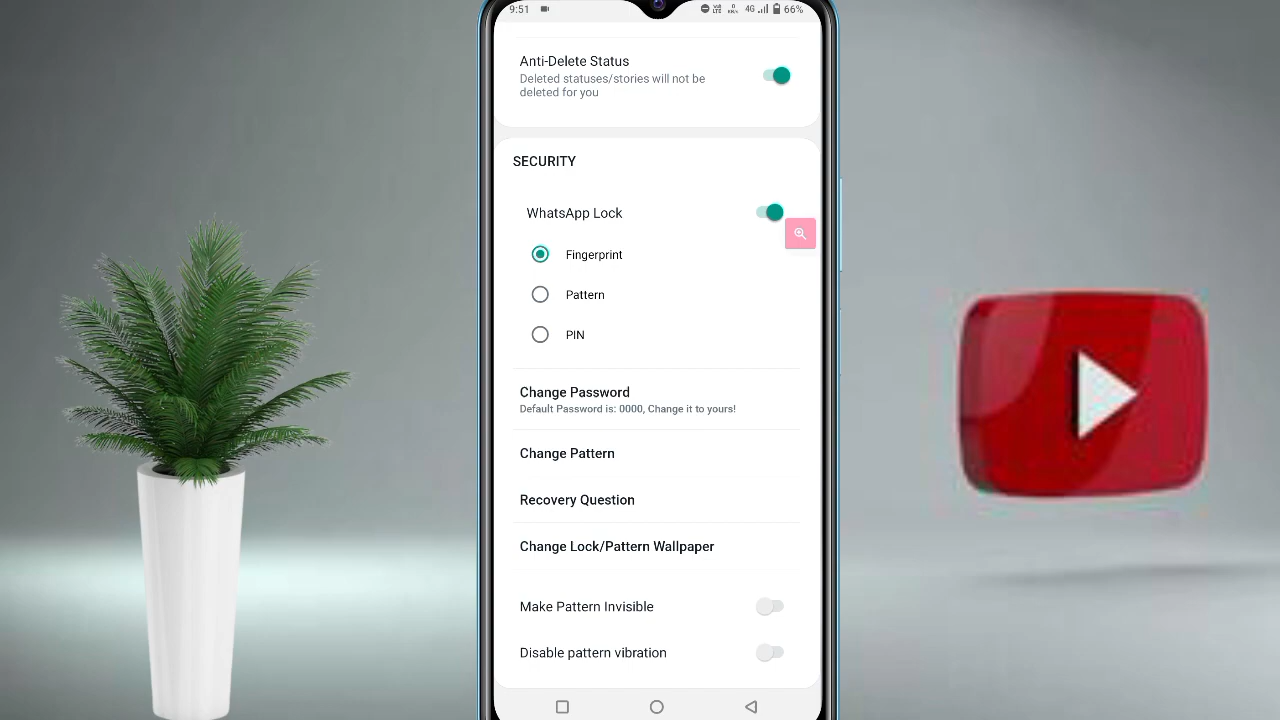 9:51 4G 66%
Anti-Delete Status
Deleted statuses/stories will not be
deleted for you
SECURITY
WhatsApp Lock
Fingerprint
Pattern
PIN
Change Password
Default Password is: 0000, Change it to yours!
Change Pattern
Recovery Question
Change Lock/Pattern Wallpaper
Make Pattern Invisible
Disable pattern vibration